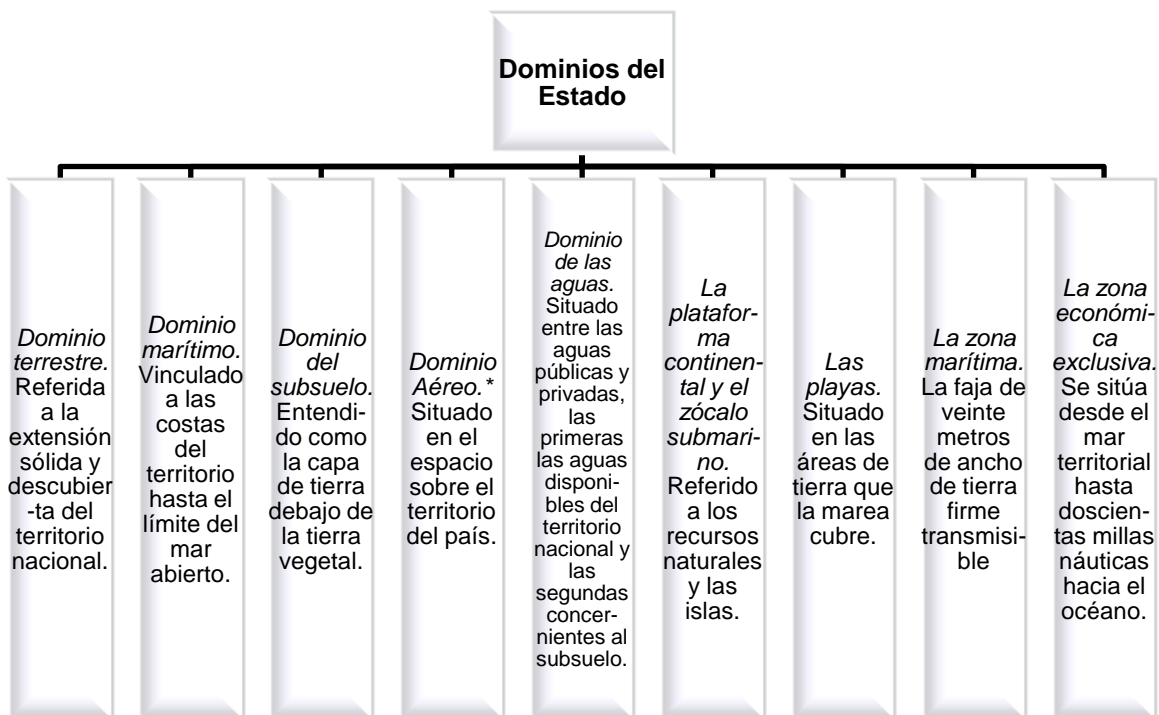 Dominios del
Estado
Dominio
terrestre.
Referida
a la
extensión
sólida y
descubier
-ta del
territorio
nacional.
Dominio
marítimo.
Vinculado
a las
costas
del
territorio
hasta el
límite del
mar
abierto.
Dominio
del
subsuelo.
Entendi-
do como
la capa
de tierra
debajo de
la tierra
vegetal.
Dominio
Aéreo.*
Situado
en el
espacio
sobre el
territorio
del país.
Dominio
de las
aguas.
Situado
entre las
aguas
públicas y
privadas,
las
primeras
las aguas
disponi-
bles del
territorio
nacional y
las
segundas
concer-
nientes al
subsuelo.
La
platafor-
ma
continen-
tal y el
zócalo
submari-
no.
Referido
a los
recursos
naturales
y las
islas.
Las
playas.
Situado
en las
áreas de
tierra que
la marea
cubre.
La zona
marítima.
La faja de
veinte
metros
de ancho
de tierra
firme
transmisi-
ble
La zona
económi-
ca
exclusiva.
Se sitúa
desde el
mar
territorial
hasta
doscien-
tas millas
náuticas
hacia el
océano.